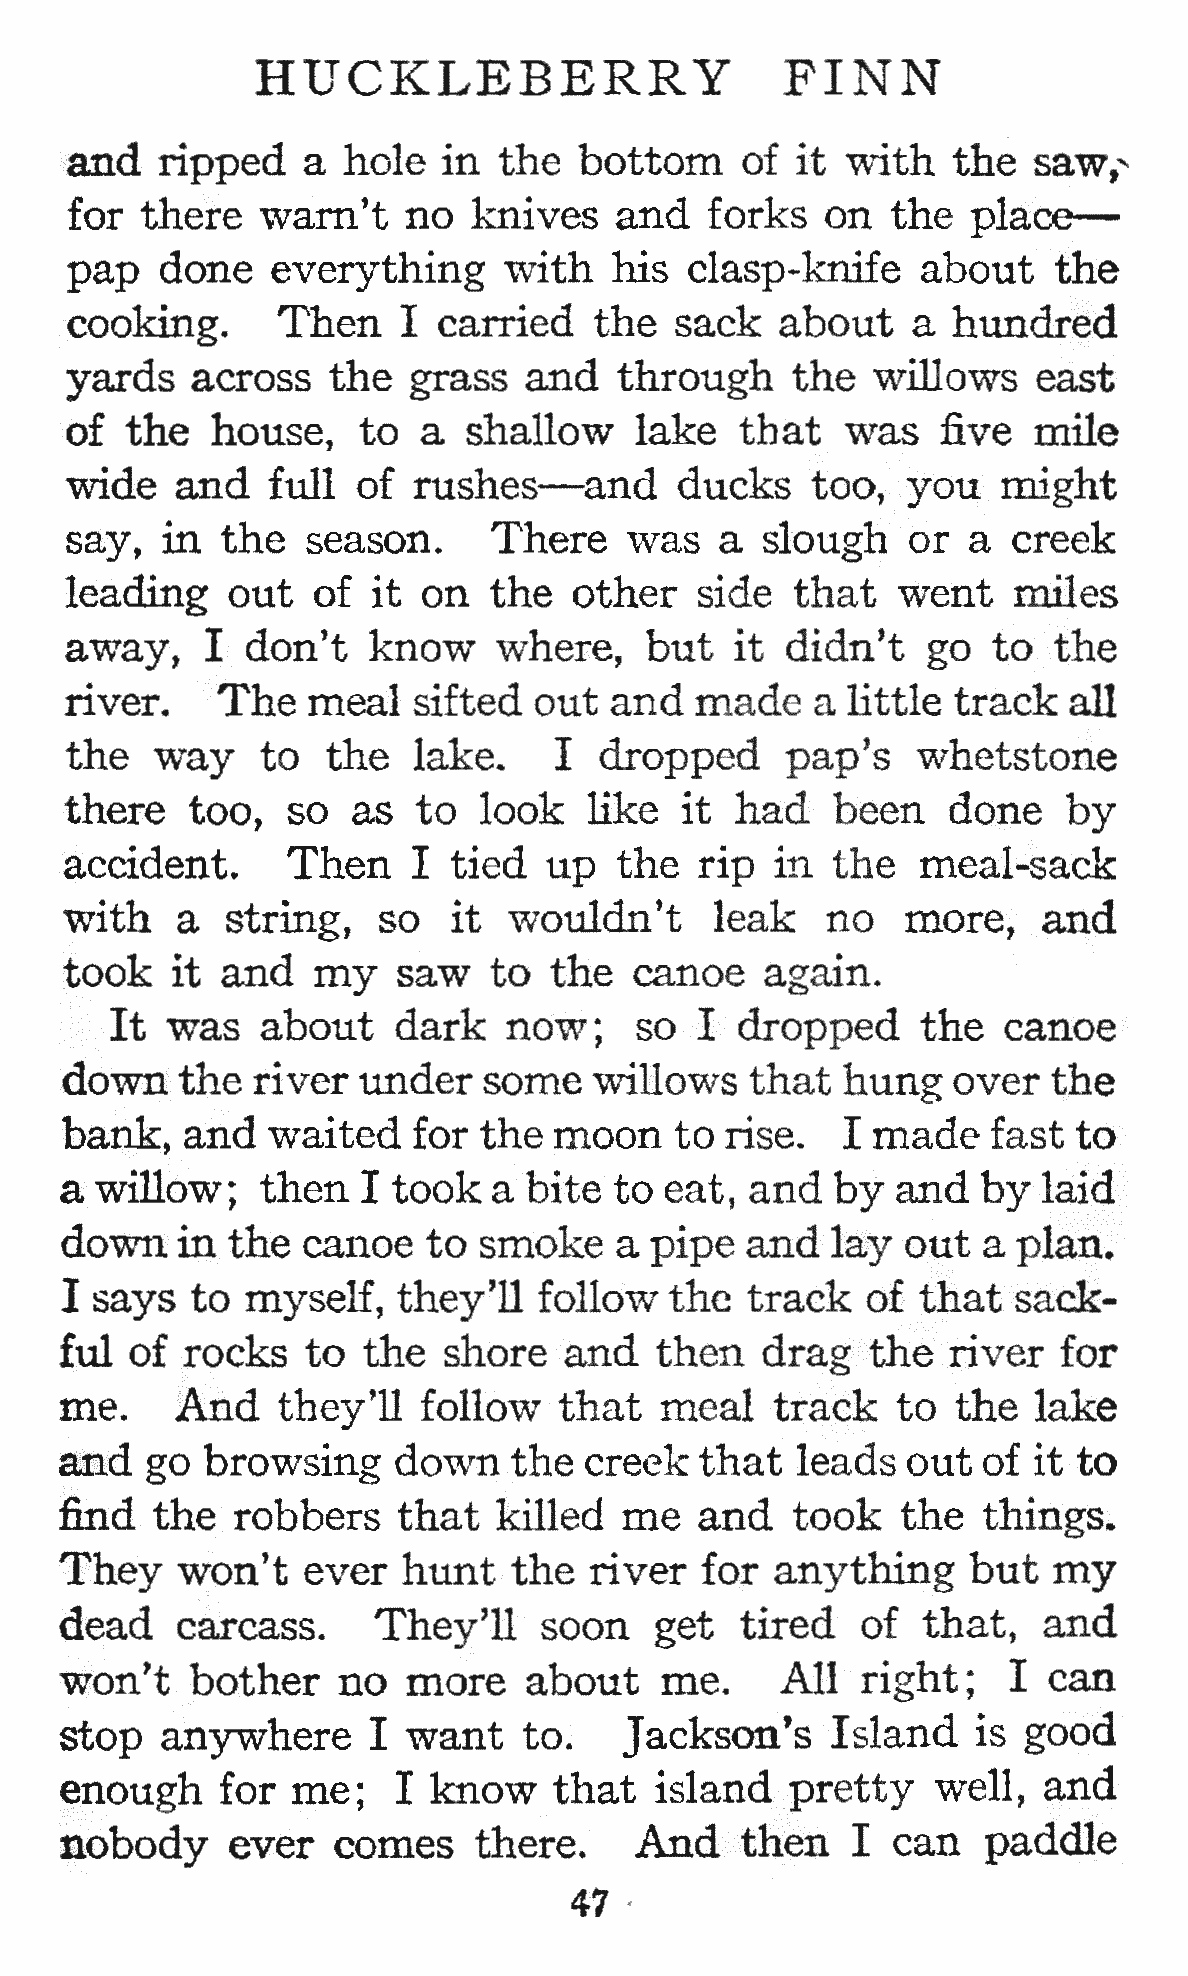 HUCKLEBERRY FINN
and ripped a hole in the bottom of it with the saw,
for there warn't no knives and forks on the place—
pap done everything with his clasp-knife about the
cooking. Then I carried the sack about a hundred
yards across the grass and through the willows east
of the house, to a shallow lake that was five mile
wide and full of rushes—and ducks too, you might
say, in the season. There was a slough or a creek
leading out of it on the other side that went miles
away, I don't know where, but it didn't go to the
river. The meal sifted out and made a little track all
the way to the lake. I dropped pap's whetstone
there too, so as to look like it had been done by
accident. Then I tied up the rip in the meal-sack
with a string, so it wouldn't leak no more, and
took it and my saw to the canoe again.
It was about dark now; so I dropped the canoe
down the river under some willows that hung over the
bank, and waited for the moon to rise. I made fast to
a willow; then I took a bite to eat, and by and by laid
down in the canoe to smoke a pipe and lay out a plan.
I says to myself, they'll follow the track of that sack-
ful of rocks to the shore and then drag the river for
me. And they'll follow that meal track to the lake
and go browsing down the creek that leads out of it to
find the robbers that killed me and took the things.
They won't ever hunt the river for anything but my
dead carcass. They'll soon get tired of that, and
won't bother no more about me. All right; I can
stop anywhere I want to. Jackson's Island is good
enough for me; I know that island pretty well, and
nobody ever comes there. And then I can paddle
47